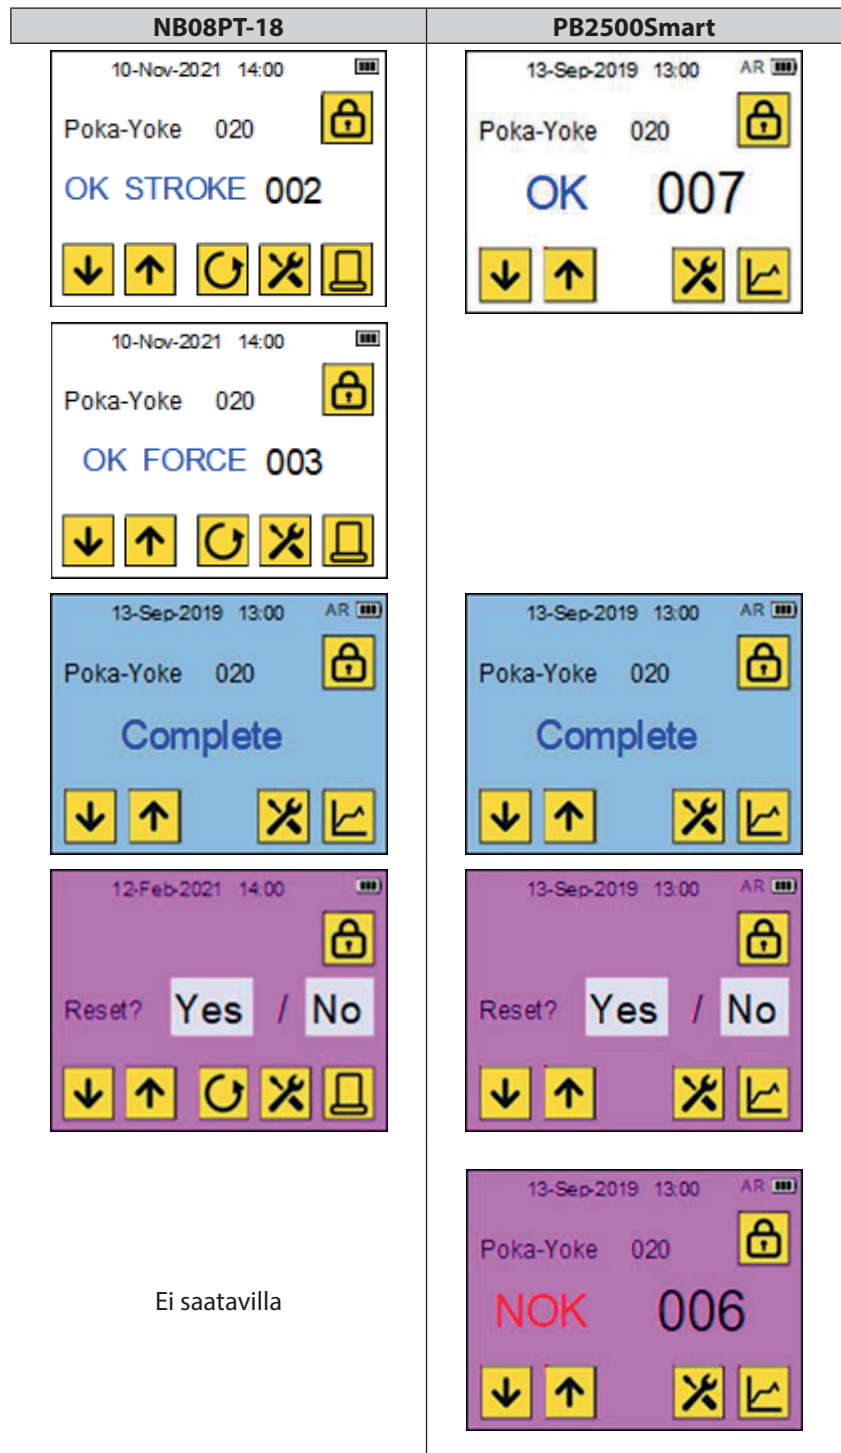 NB08PT-18 PB2500Smart
10-Nov-2021 14:00
Poka-Yoke 020
OK STROKE 002
13-Sep-2019 13:00 AR
Poka-Yoke 020
OK 007
10-Nov-2021 14:00
Poka-Yoke 020
OK FORCE 003
13-Sep-2019 13:00 AR
Poka-Yoke 020
Complete
13-Sep-2019 13:00 AR
Poka-Yoke 020
Complete
12-Feb-2021 14:00
Reset? Yes / No
13-Sep-2019 13:00 AR
Reset? Yes / No
Ei saatavilla
13-Sep-2019 13:00 AR
Poka-Yoke 020
NOK 006